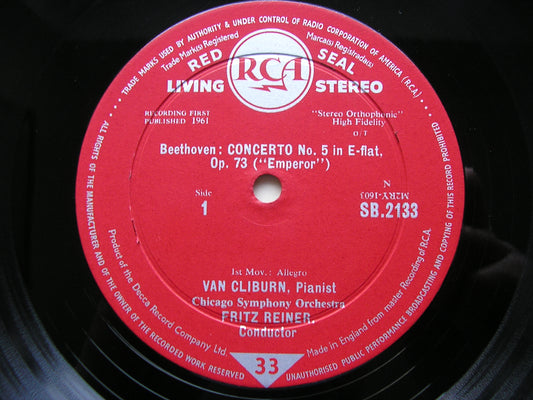 TRADE MARKS USED BY AUTHORITY & UNDER CONTROL OF RADIO CORPORATION OF AMERICA (R.C.A.)
Trade Mark(s) Registered
Marca(s) Registrada(s)
RED SEAL
RCA
LIVING STEREO
RECORDING FIRST
PUBLISHED 1961
"Stereo Orthophonic"
High Fidelity
O/T
Beethoven: CONCERTO No. 5 in E-flat,
Op. 73 ("Emperor")
Side
1
N
M2RY-1603
SB.2133
1st Mov.: Allegro
VAN CLIBURN, Pianist
Chicago Symphony Orchestra
FRITZ REINER,
Conductor
Product of the Decca Record Company Ltd.
Made in England from master Recording of R.C.A.
33
ALL RIGHTS OF THE MANUFACTURER AND OF THE OWNER OF THE RECORDED WORK RESERVED
UNAUTHORISED PUBLIC PERFORMANCE BROADCASTING AND COPYING OF THIS RECORD PROHIBITED